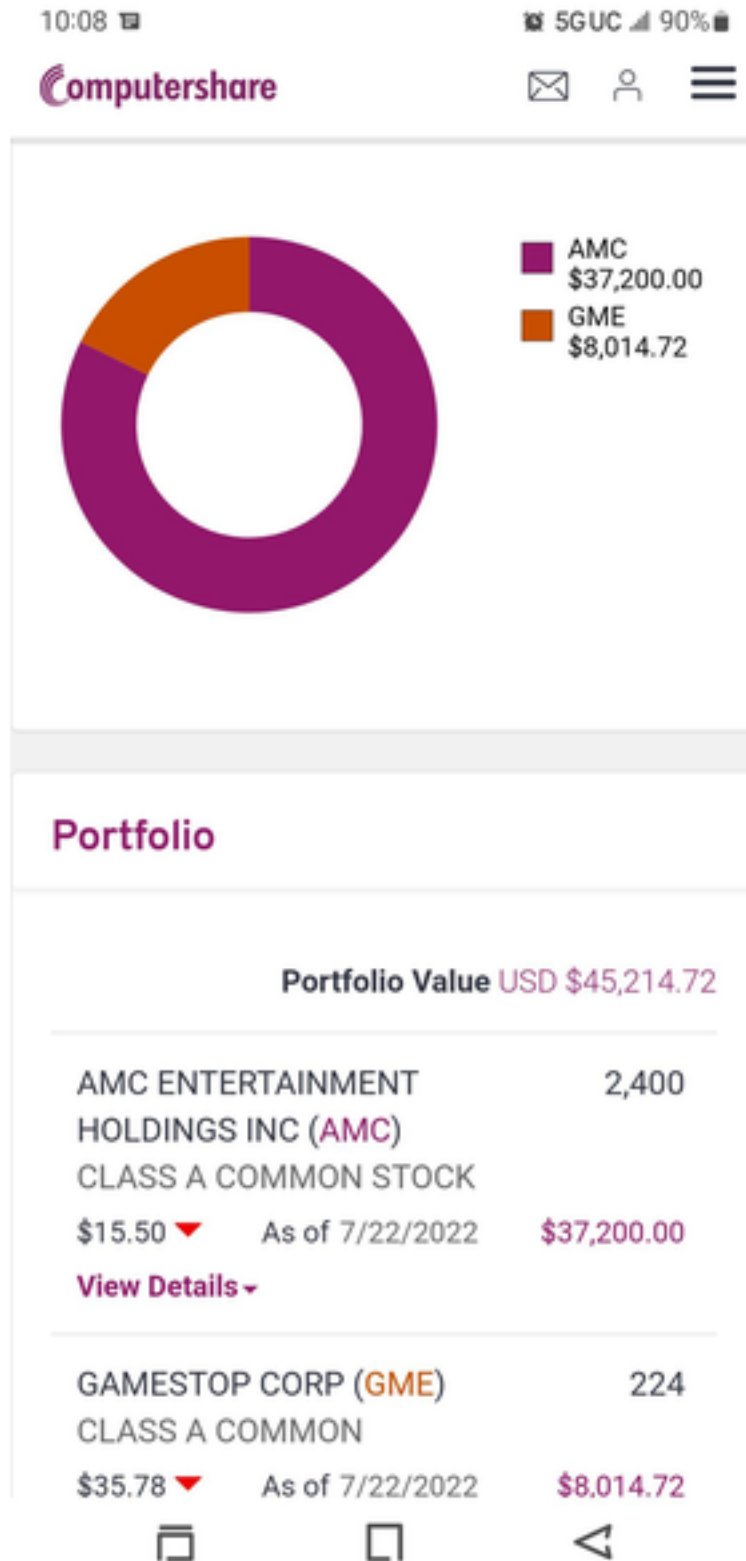 10:08 5GUC 90%
Computershare
AMC
$37,200.00
GME
$8,014.72
Portfolio
Portfolio Value USD $45,214.72
AMC ENTERTAINMENT 2,400
HOLDINGS INC (AMC)
CLASS A COMMON STOCK
$15.50 As of 7/22/2022 $37,200.00
View Details
GAMESTOP CORP (GME) 224
CLASS A COMMON
$35.78 As of 7/22/2022 $8,014.72